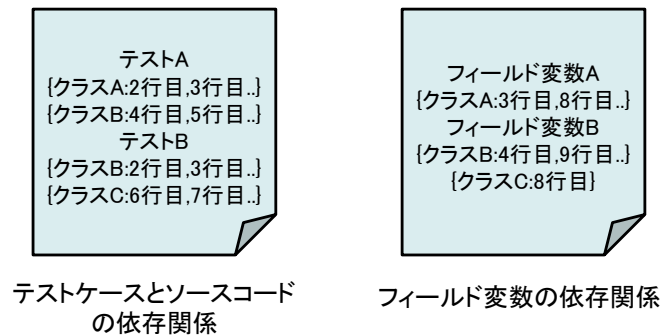 テストA
{クラスA:2行目,3行目..}
{クラスB:4行目,5行目..}
テストB
{クラスB:2行目,3行目..}
{クラスC:6行目,7行目..}
テストケースとソースコード
の依存関係
フィールド変数A
{クラスA:3行目,8行目..}
フィールド変数B
{クラスB:4行目,9行目..}
{クラスC:8行目}
フィールド変数の依存関係